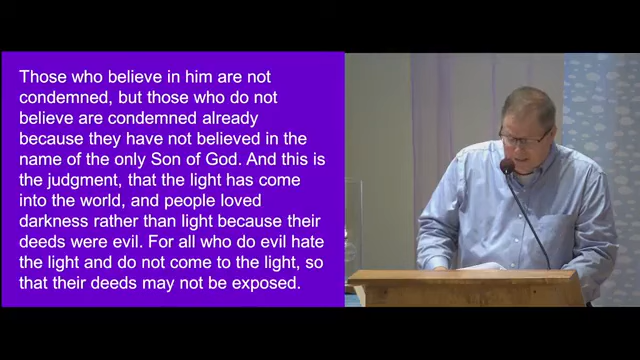 Those who believe in him are not
condemned, but those who do not
believe are condemned already
because they have not believed in the
name of the only Son of God. And this is
the judgment, that the light has come
into the world, and people loved
darkness rather than light because their
deeds were evil. For all who do evil hate
the light and do not come to the light, so
that their deeds may not be exposed.